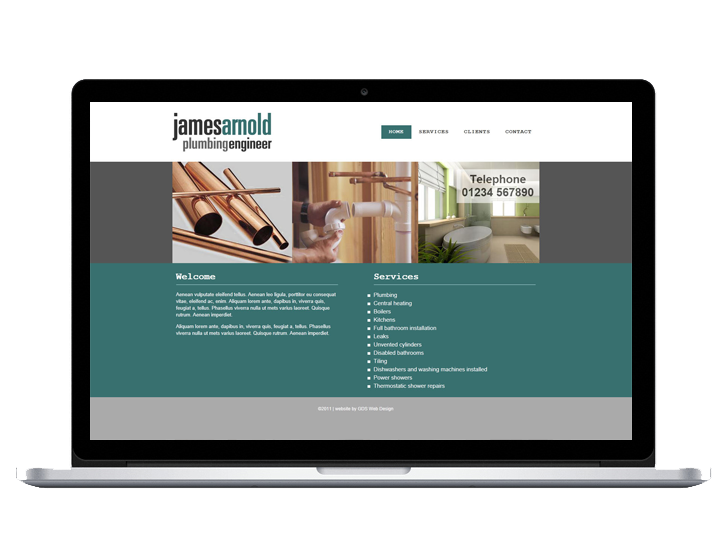 jamesarnold
plumbingengineer
HOME SERVICES CLIENTS CONTACT
Telephone
01234 567890
Welcome
Aenean vulputate eleifend tellus. Aenean leo ligula, porttitor eu consequat
vitae, eleifend ac, enim. Aliquam lorem ante, dapibus in, viverra quis,
feugiat a, tellus. Phasellus viverra nulla ut mets varius laoreet. Quisque
rutrum. Aenean imperdiet.
Aliquam lorem ante, dapibus in, viverra quis, feugiat a, tellus. Phasellus
viverra nulla ut mets varius laoreet. Quisque rutrum. Aenean imperdiet.
Services
Plumbing
Central heating
Boilers
Kitchens
Full bathroom installation
Leaks
Unvented cylinders
Disabled bathrooms
Tiling
Dishwashers and washing machines installed
Power showers
Thermostatic shower repairs
©2011 | website by Web Design